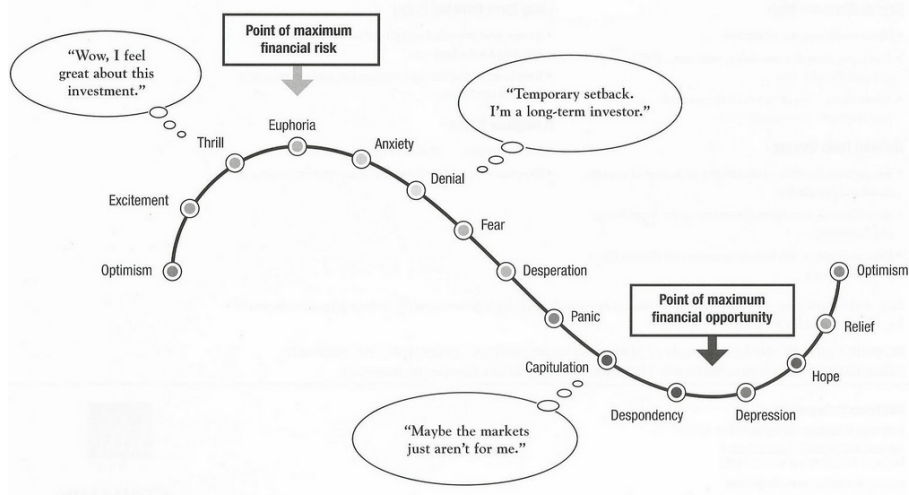 Point of maximum
financial risk
“Wow, I feel
great about this
investment.”
“Temporary setback.
I’m a long-term investor.”
Euphoria
Thrill
Anxiety
Denial
Excitement
Fear
Optimism
Desperation
Optimism
Point of maximum
financial opportunity
Panic
Relief
Capitulation
Hope
Despondency
Depression
“Maybe the markets
just aren’t for me.”